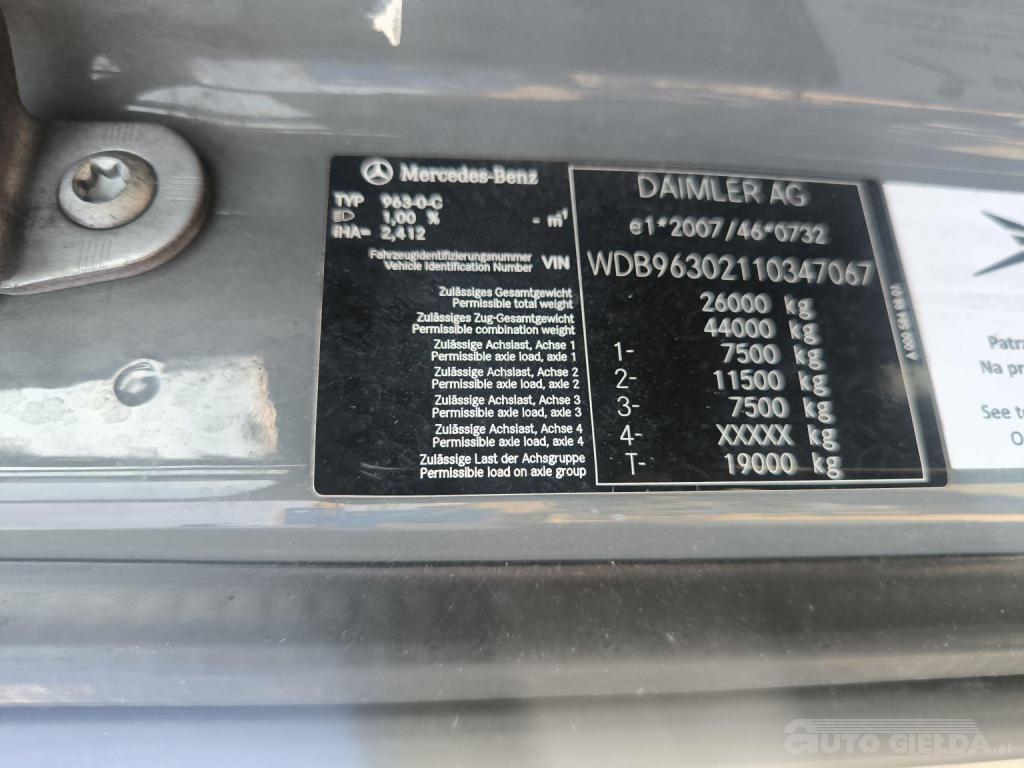 Mercedes-Benz
TYP 963-0-C
1,00 % - m⁻¹
IHA= 2,412
Fahrzeugidentifizierungsnummer
Vehicle Identification Number VIN
Zulässiges Gesamtgewicht
Permissible total weight
Zulässiges Zug-Gesamtgewicht
Permissible combination weight
Zulässige Achslast, Achse 1
Permissible axle load, axle 1
Zulässige Achslast, Achse 2
Permissible axle load, axle 2
Zulässige Achslast, Achse 3
Permissible axle load, axle 3
Zulässige Achslast, Achse 4
Permissible axle load, axle 4
Zulässige Last der Achsgruppe
Permissible load on axle group
DAIMLER AG
e1*2007/46*0732
WDB96302110347067
26000 kg
44000 kg
1- 7500 kg
2- 11500 kg
3- 7500 kg
4- XXXXX kg
T- 19000 kg
Patrz
Na pr
See to
AUTO GIEŁDA.pl